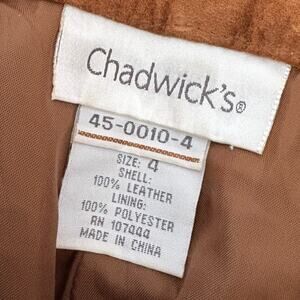 Chadwick's®
45-0010-4
SIZE: 4
SHELL:
100% LEATHER
LINING:
100% POLYESTER
RN 107444
MADE IN CHINA